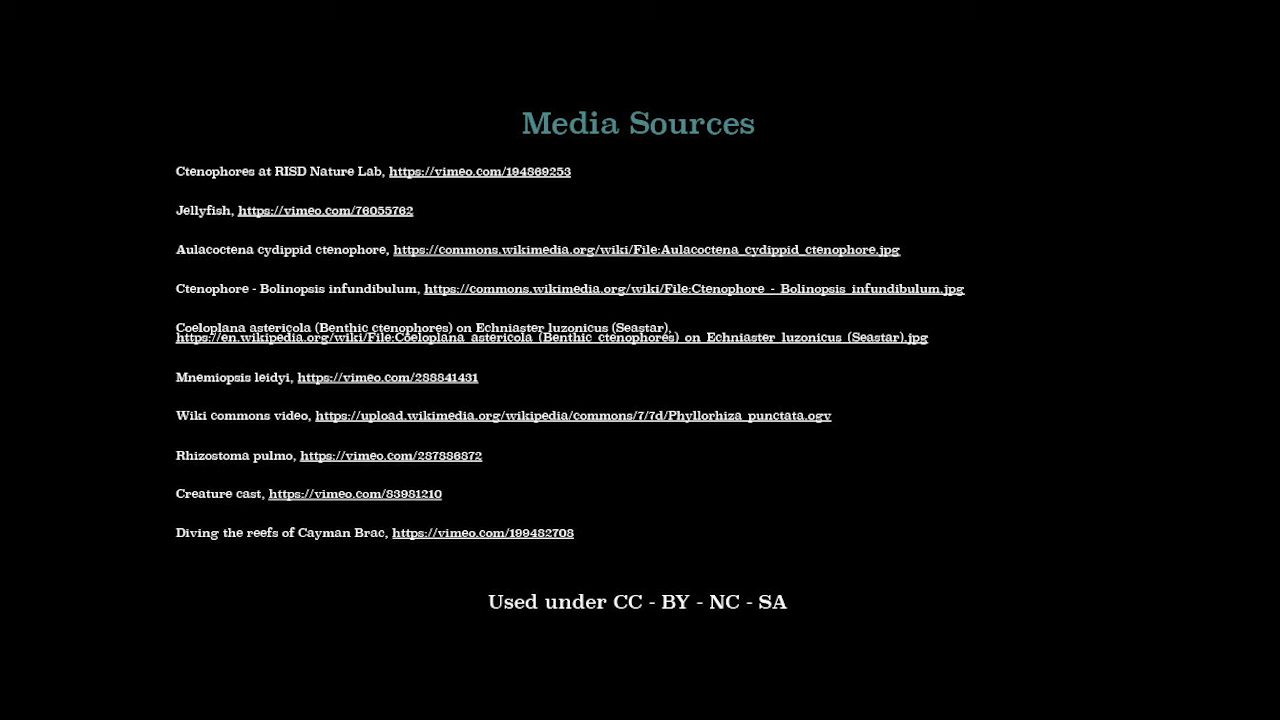 Media Sources
Ctenophores at RISD Nature Lab, https://vimeo.com/194869253
Jellyfish, https://vimeo.com/76055762
Aulacoctena cydippid ctenophore, https://commons.wikimedia.org/wiki/File:Aulacoctena_cydippid_ctenophore.jpg
Ctenophore - Bolinopsis infundibulum, https://commons.wikimedia.org/wiki/File:Ctenophore_-_Bolinopsis_infundibulum.jpg
Coeloplana astericola (Benthic ctenophores) on Echniaster luzonicus (Seastar),
https://en.wikipedia.org/wiki/File:Coeloplana_astericola_(Benthic_ctenophores)_on_Echniaster_luzonicus_(Seastar).jpg
Mnemiopsis leidyi, https://vimeo.com/288841431
Wiki commons video, https://upload.wikimedia.org/wikipedia/commons/7/7d/Phyllorhiza_punctata.ogv
Rhizostoma pulmo, https://vimeo.com/287886872
Creature cast, https://vimeo.com/83981210
Diving the reefs of Cayman Brac, https://vimeo.com/199482708
Used under CC - BY - NC - SA